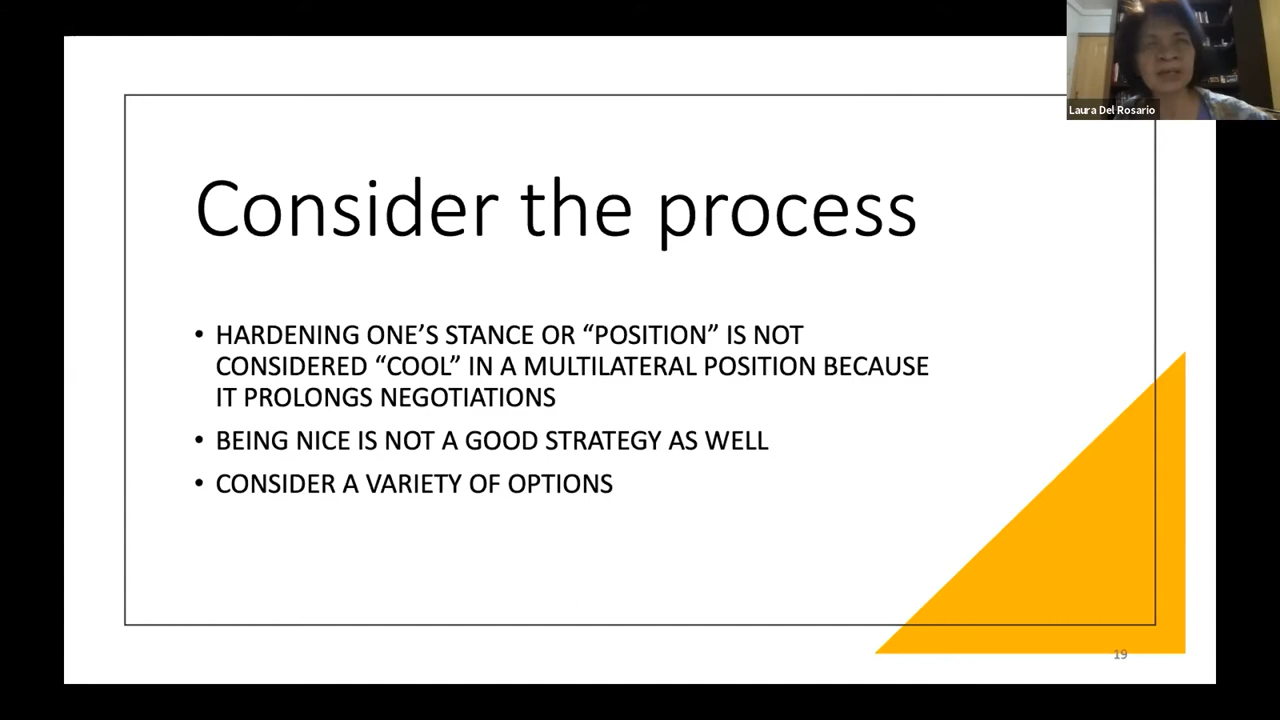 Laura Del Rosario
Consider the process
• HARDENING ONE’S STANCE OR “POSITION” IS NOT
CONSIDERED “COOL” IN A MULTILATERAL POSITION BECAUSE
IT PROLONGS NEGOTIATIONS
• BEING NICE IS NOT A GOOD STRATEGY AS WELL
• CONSIDER A VARIETY OF OPTIONS
19